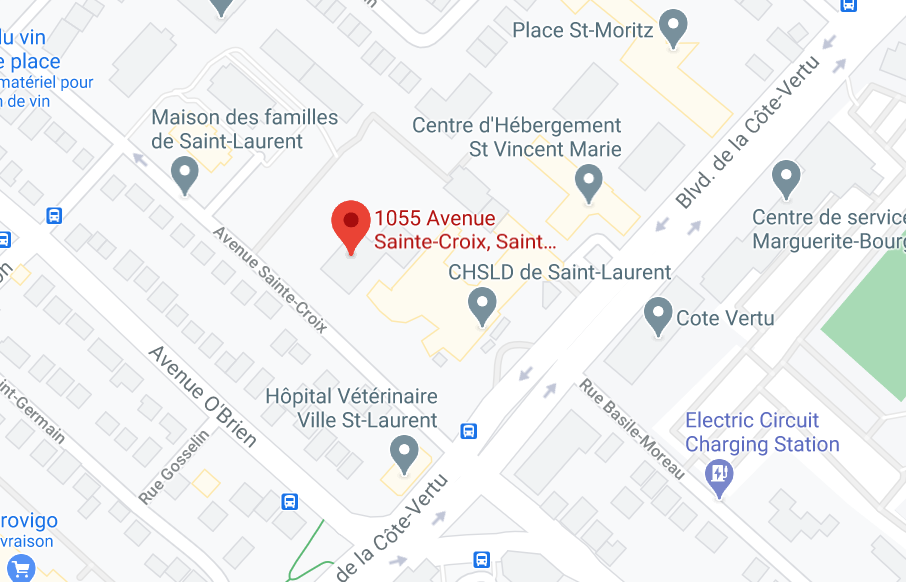 du vin
e place
matériel pour
n de vin
Place St-Moritz
Maison des familles
de Saint-Laurent
Centre d'Hébergement
St Vincent Marie
Blvd. de la Côte-Vertu
Centre de service
Marguerite-Bourg
1055 Avenue
Sainte-Croix, Saint...
Avenue Sainte-Croix
CHSLD de Saint-Laurent
Cote Vertu
Avenue O'Brien
int-Germain
Hôpital Vétérinaire
Ville St-Laurent
Rue Basile-Moreau
Electric Circuit
Charging Station
Rue Gosselin
rovigo
vraison
de la Côte-Vertu